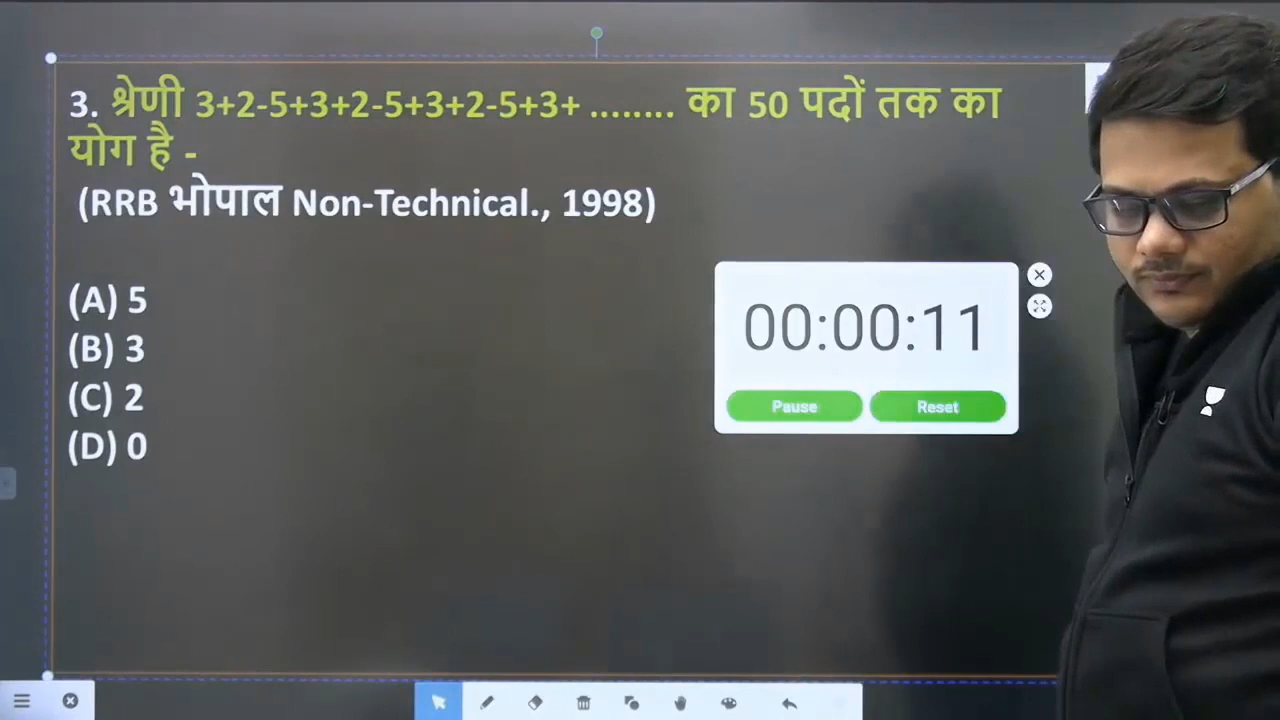 3. श्रेणी 3+2-5+3+2-5+3+2-5+3+ ........ का 50 पदों तक का
योग है -
(RRB भोपाल Non-Technical., 1998)
(A) 5
(B) 3
(C) 2
(D) 0
00:00:11
Pause Reset